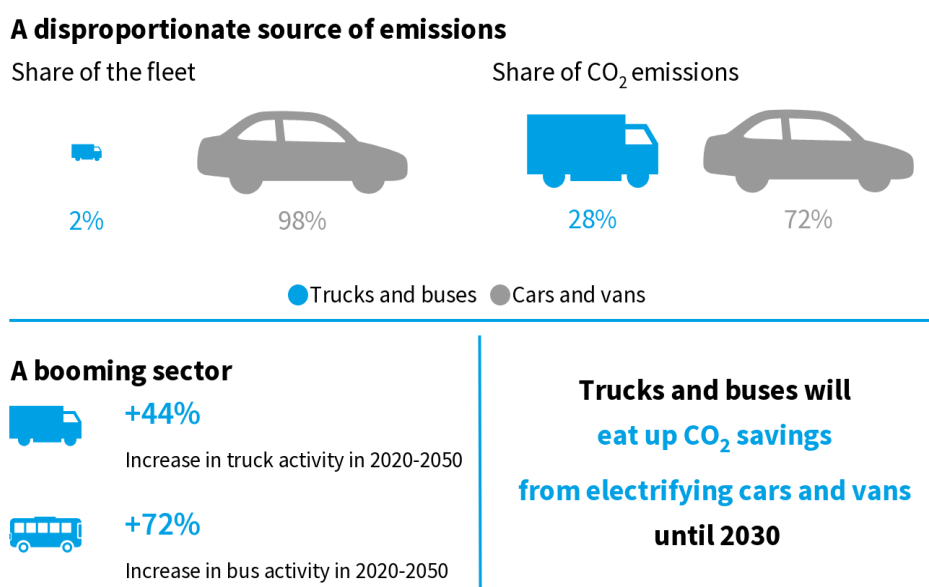 A disproportionate source of emissions
Share of the fleet
Share of CO₂ emissions
2%
98%
28%
72%
Trucks and buses
Cars and vans
A booming sector
+44%
Increase in truck activity in 2020-2050
+72%
Increase in bus activity in 2020-2050
Trucks and buses will
eat up CO₂ savings
from electrifying cars and vans
until 2030